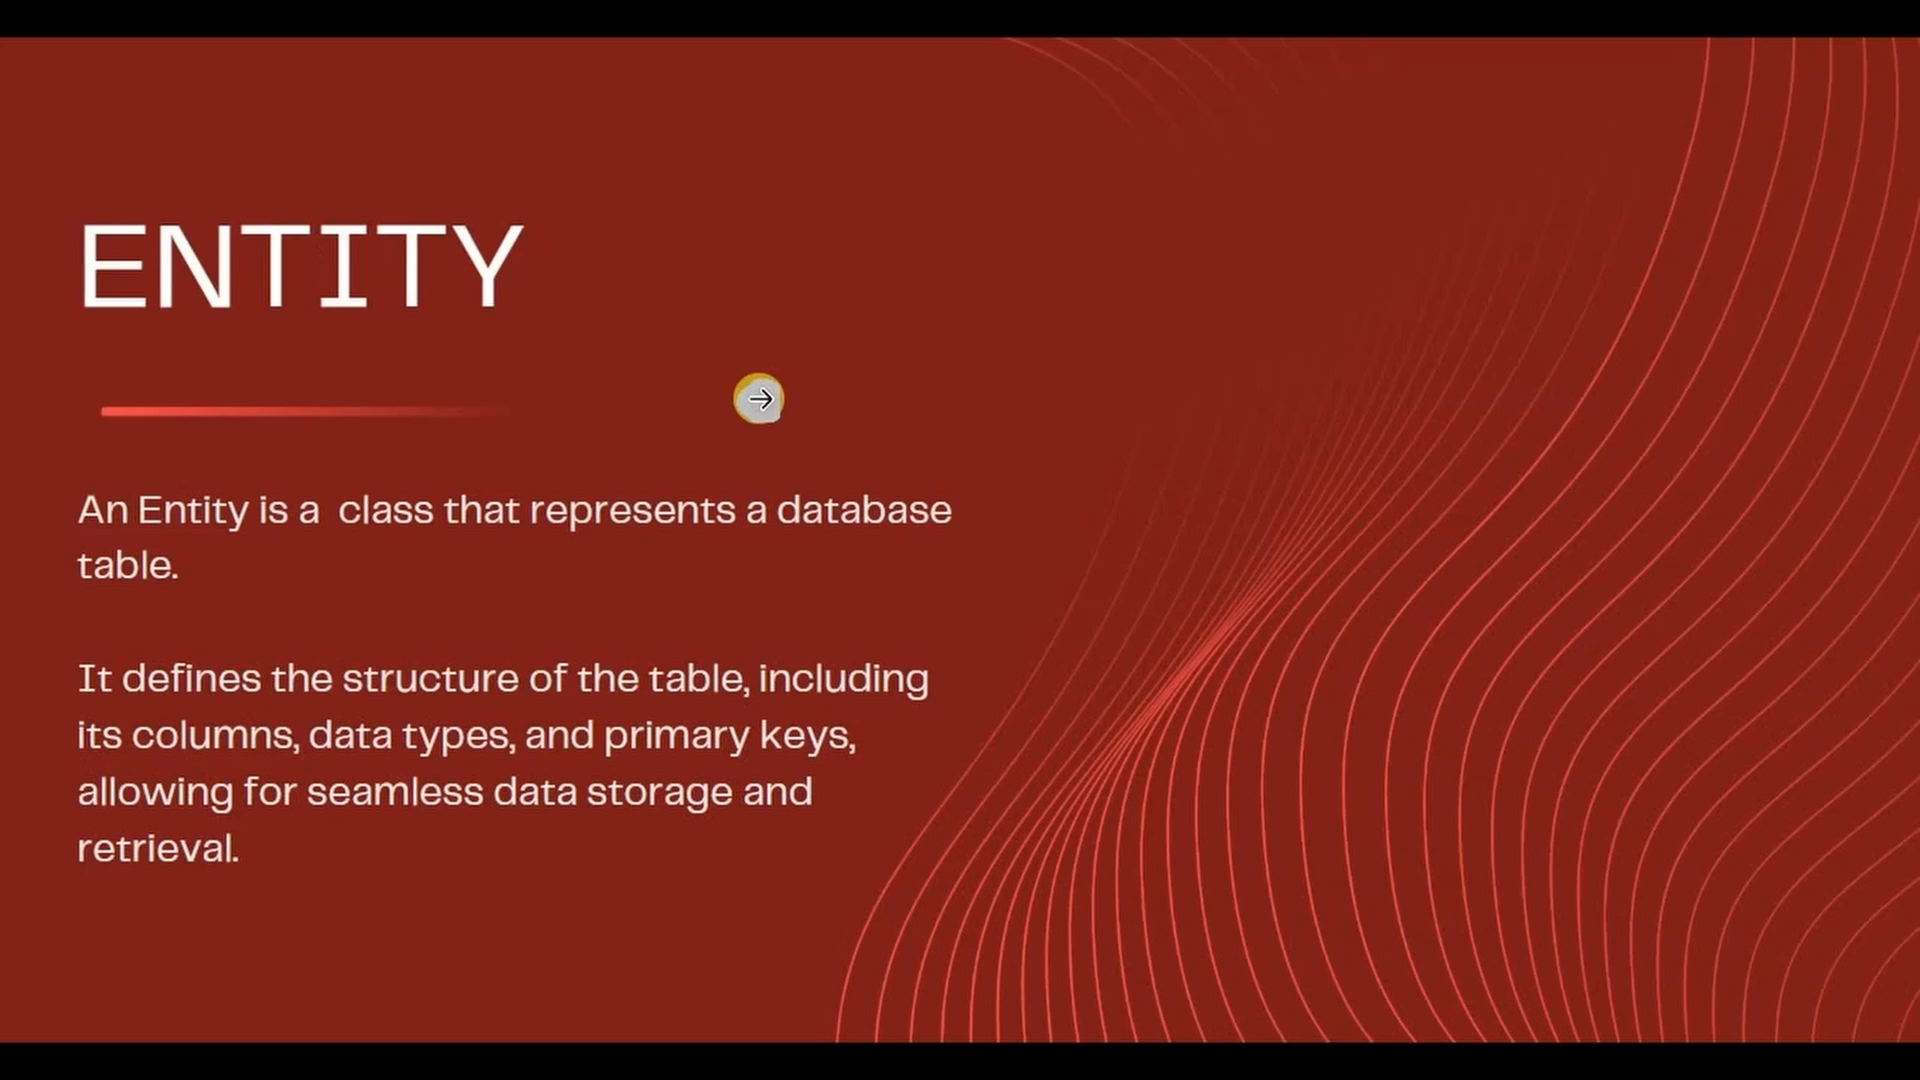 ENTITY
An Entity is a  class that represents a database
table.
It defines the structure of the table, including
its columns, data types, and primary keys,
allowing for seamless data storage and
retrieval.